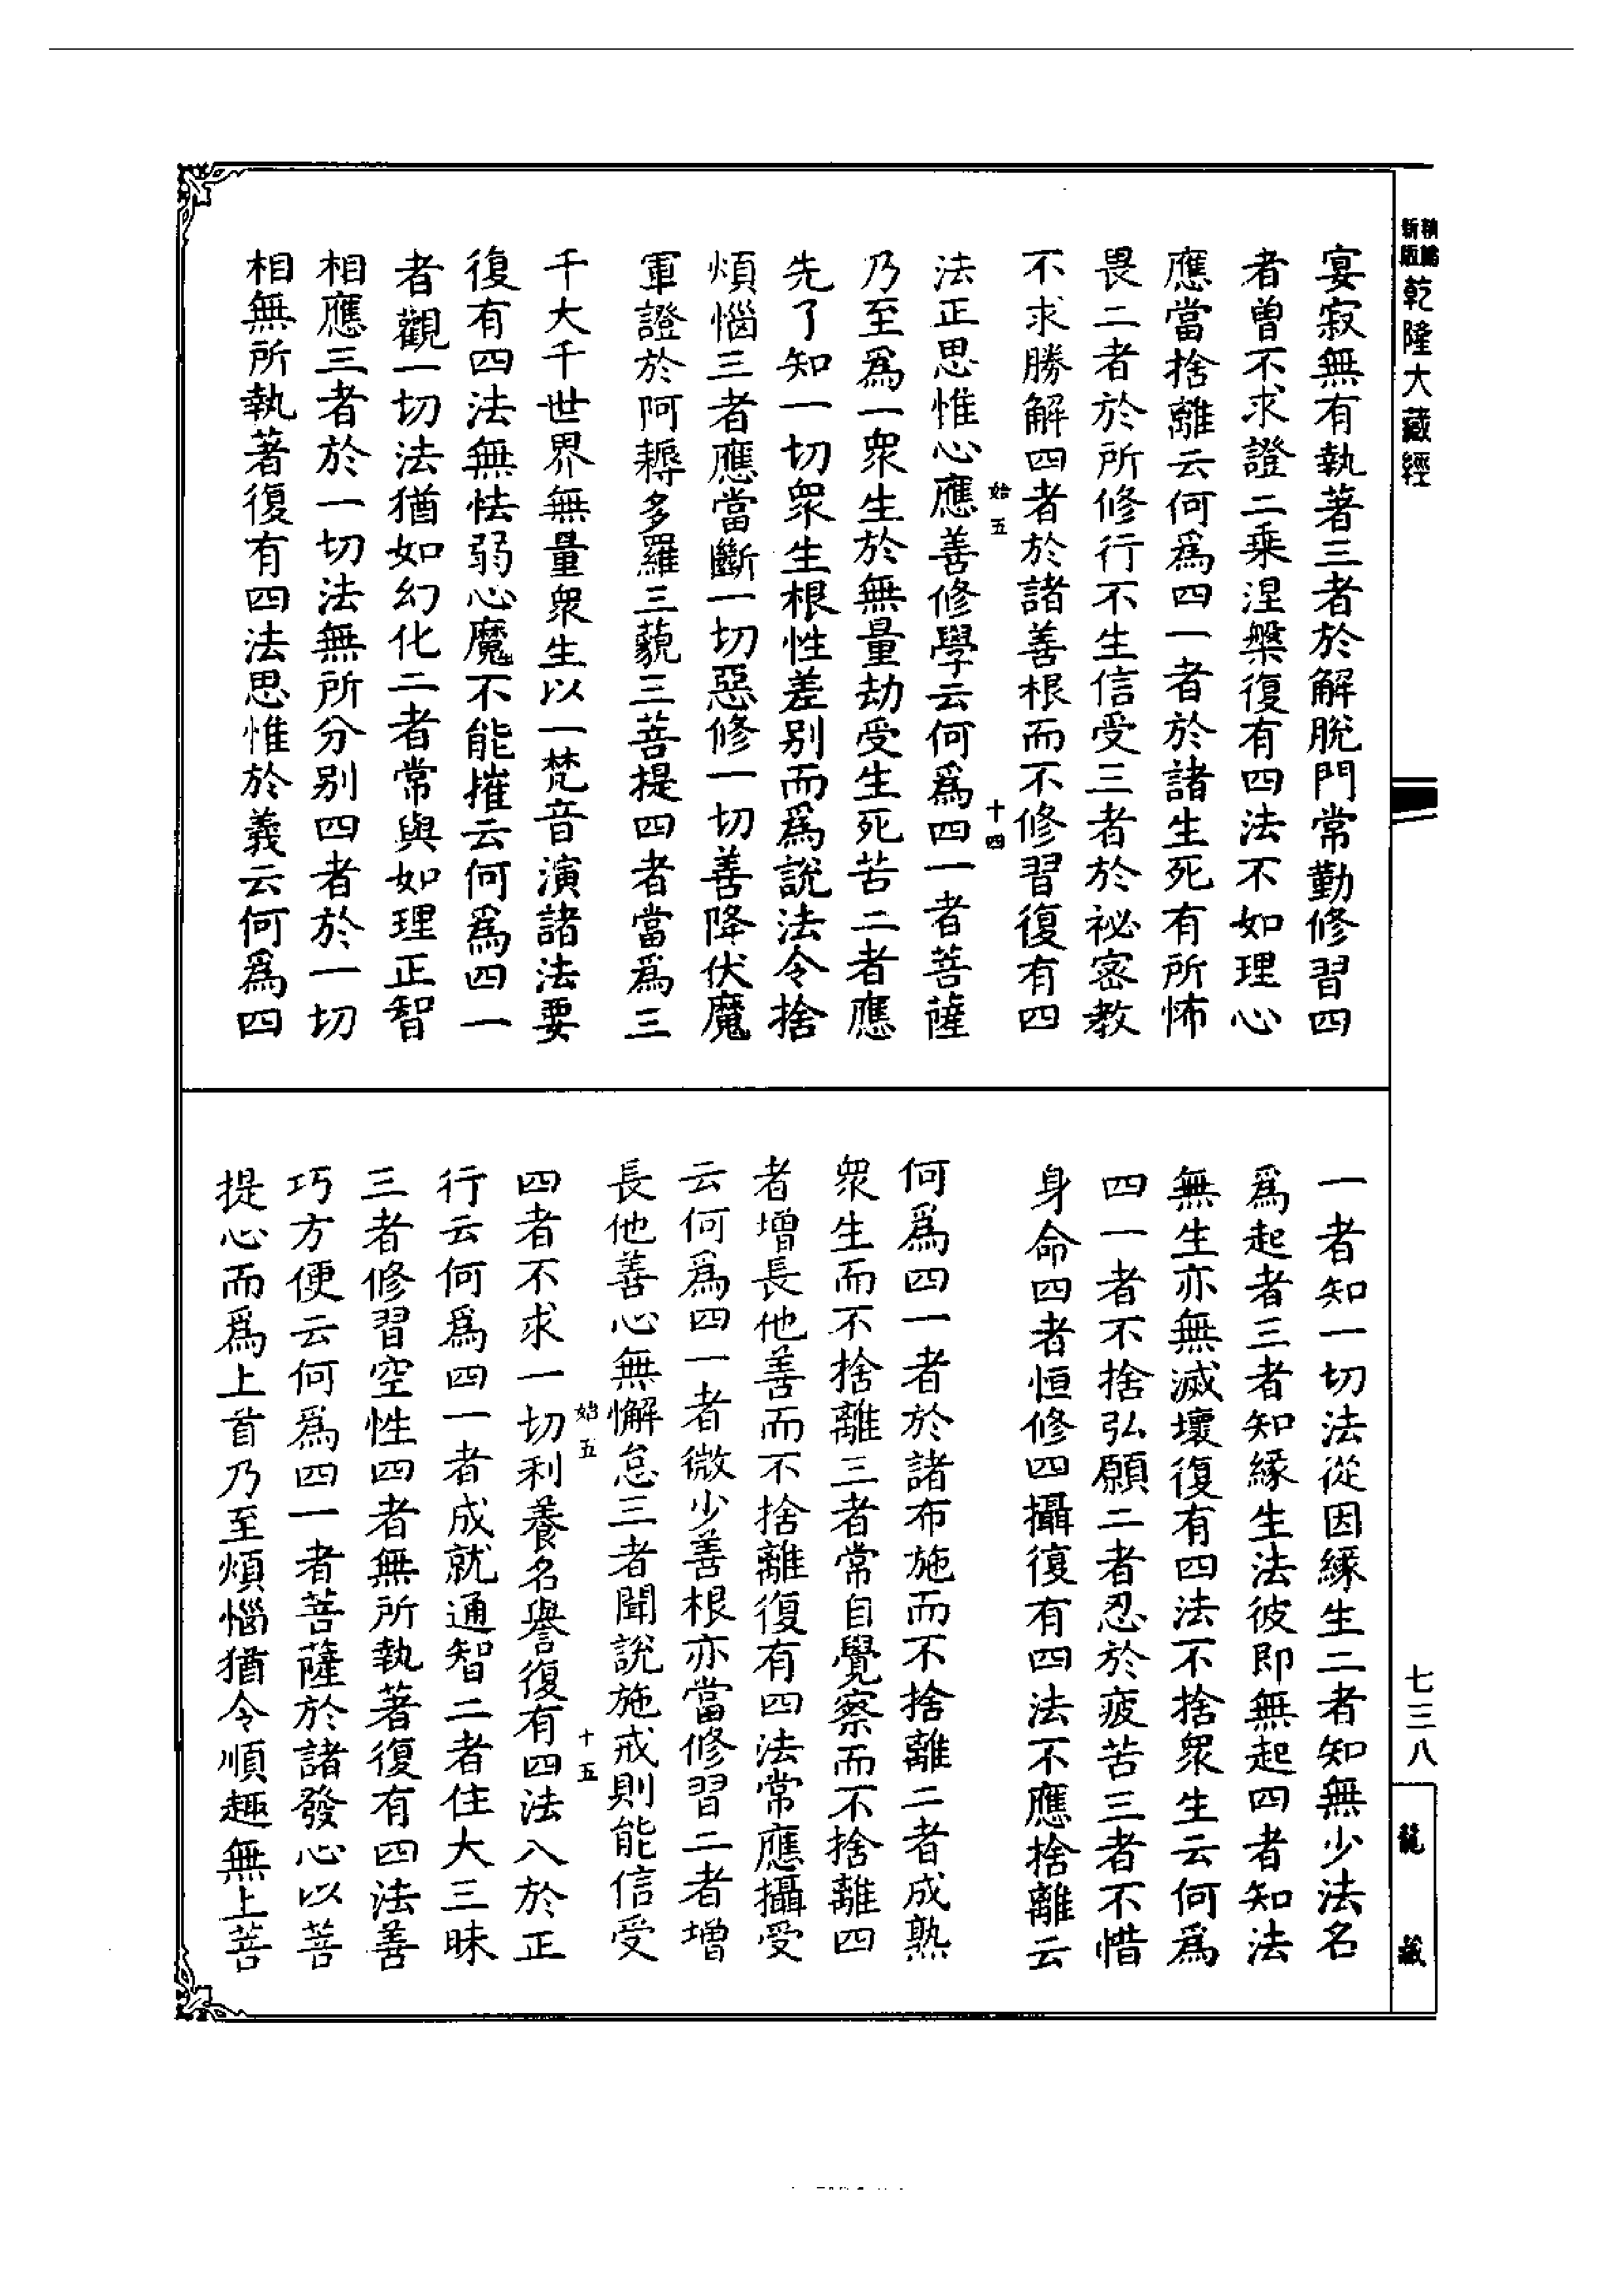 新版
乾隆大藏經
宴寂無有執著三者於解脫門常勤修習四
者曾不求證二乘涅槃復有四法不如理心
應當捨離云何爲四一者於諸生死有所怖
畏二者於所修行不生信受三者於祕密教
不求勝解四者於諸善根而不修習復有四
始五 十四
法正思惟心應善修學云何爲四一者菩薩
乃至爲一衆生於無量劫受生死苦二者應
先了知一切衆生根性差別而爲說法令捨
煩惱三者應當斷一切惡修一切善降伏魔
軍證於阿耨多羅三藐三菩提四者當爲三
千大千世界無量衆生以一梵音演諸法要
復有四法無怯弱心魔不能摧云何爲四一
者觀一切法猶如幻化二者常與如理正智
相應三者於一切法無所分別四者於一切
相無所執著復有四法思惟於義云何爲四
一者知一切法從因緣生二者知無少法名
爲起者三者知緣生法彼即無起四者知法
無生亦無滅壞復有四法不捨衆生云何爲
四一者不捨弘願二者忍於疲苦三者不惜
身命四者恒修四攝復有四法不應捨離云
何爲四一者於諸布施而不捨離二者成熟
衆生而不捨離三者常自覺察而不捨離四
者增長他善而不捨離復有四法常應攝受
云何爲四一者微少善根亦當修習二者增
長他善心無懈怠三者聞說施戒則能信受
始五 十五
四者不求一切利養名譽復有四法入於正
行云何爲四一者成就通智二者住大三昧
三者修習空性四者無所執著復有四法善
巧方便云何爲四一者菩薩於諸發心以菩
提心而爲上首乃至煩惱猶令順趣無上菩
七三八
龍藏